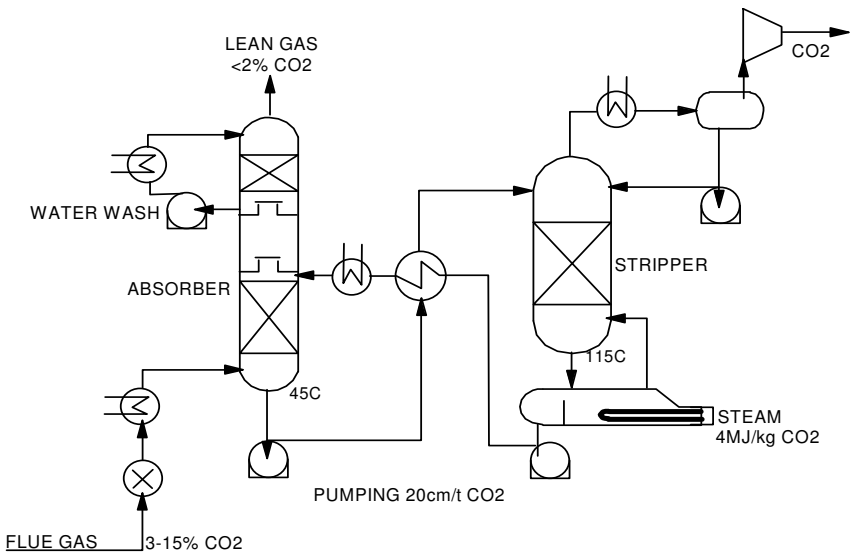 LEAN GAS
<2% CO2
CO2
WATER WASH
ABSORBER
STRIPPER
115C
45C
STEAM
4MJ/kg CO2
PUMPING 20cm/t CO2
FLUE GAS 3-15% CO2